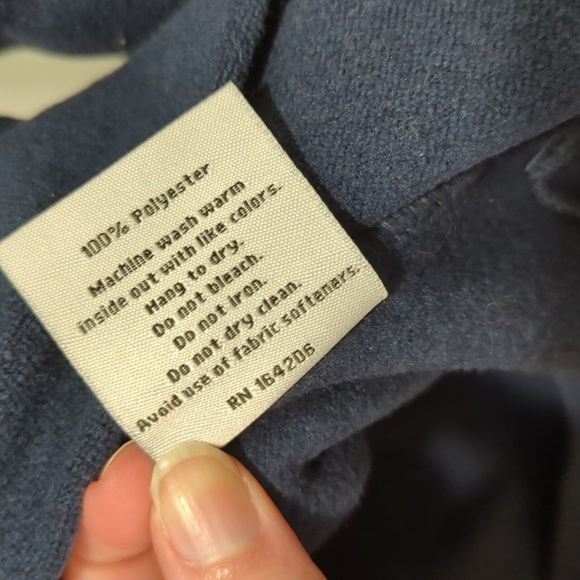 100% Polyester
Machine wash warm
inside out with like colors.
Hang to dry.
Do not bleach.
Do not iron.
Do not dry clean.
Avoid use of fabric softeners.
RN 164206